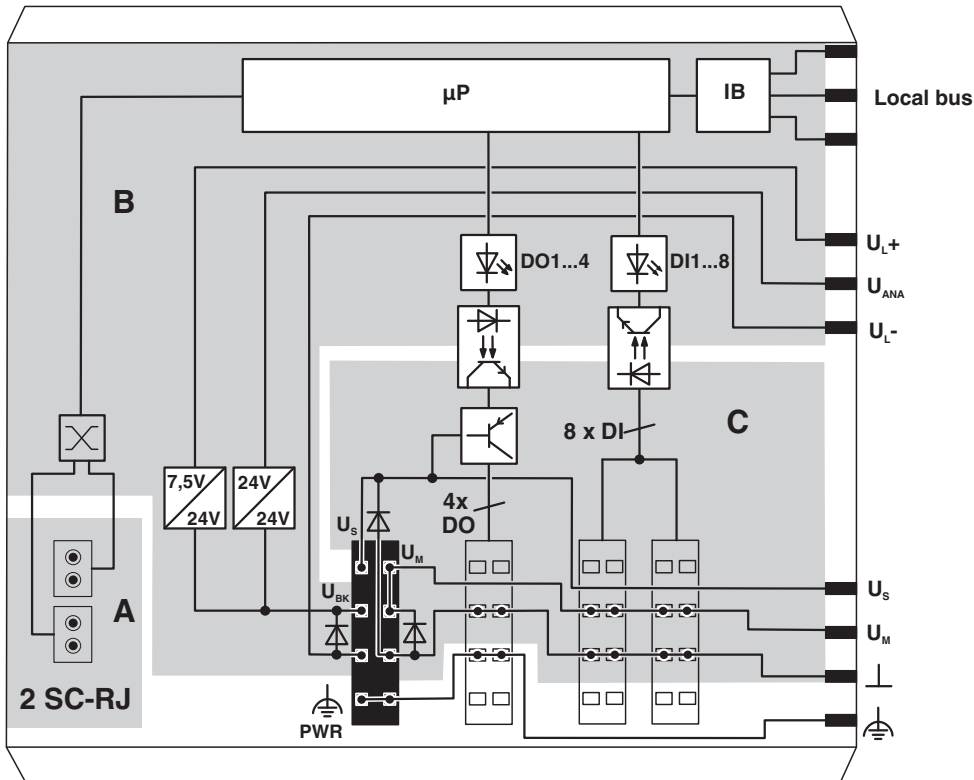 µP
IB
Local bus
B
U_L+
DO1...4
DI1...8
U_ANA
U_L-
C
8 x DI
7,5V
24V
24V
24V
4x
DO
U_S
U_M
U_BK
U_S
A
U_M
2 SC-RJ
PWR